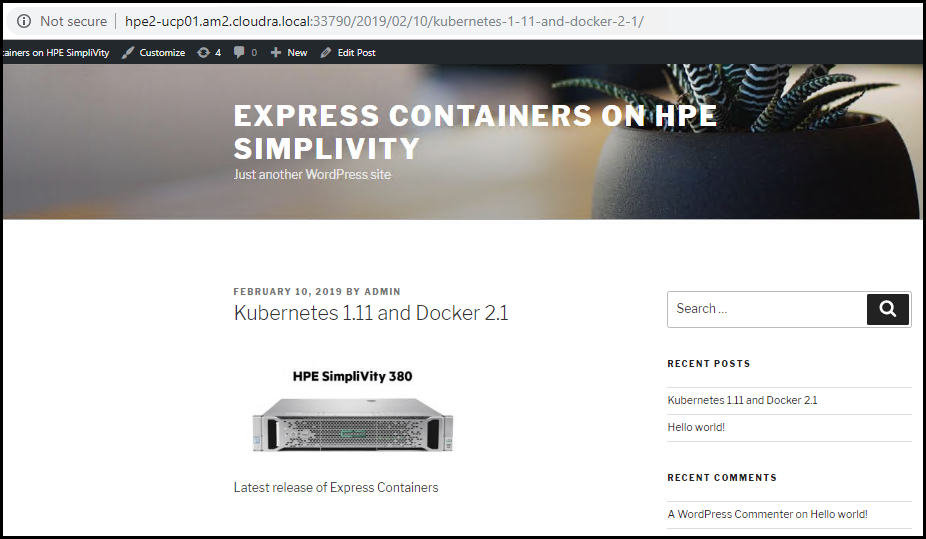 Not secure
hpe2-ucp01.am2.cloudra.local:33790/2019/02/10/kubernetes-1-11-and-docker-2-1/
tainers on HPE SimpliVity Customize 4 0 New Edit Post
EXPRESS CONTAINERS ON HPE
SIMPLIVITY
Just another WordPress site
FEBRUARY 10, 2019 BY ADMIN
Kubernetes 1.11 and Docker 2.1
HPE SimpliVity 380
Latest release of Express Containers
Search …
RECENT POSTS
Kubernetes 1.11 and Docker 2.1
Hello world!
RECENT COMMENTS
A WordPress Commenter on Hello world!